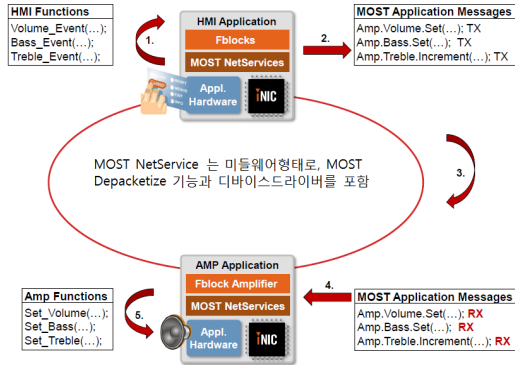 HMI Functions
Volume_Event(...);
Bass_Event(...);
Treble_Event(...);
1.
HMI Application
Fblocks
MOST NetServices
Appl.
Hardware
iNIC
2.
MOST Application Messages
Amp.Volume.Set(...); TX
Amp.Bass.Set(...); TX
Amp.Treble.Increment(...); TX
MOST NetService 는 미들웨어형태로, MOST
Depacketize 기능과 디바이스드라이버를 포함
3.
AMP Application
Fblock Amplifier
MOST NetServices
Appl.
Hardware
iNIC
4.
MOST Application Messages
Amp.Volume.Set(...); RX
Amp.Bass.Set(...); RX
Amp.Treble.Increment(...); RX
Amp Functions
Set_Volume(...);
Set_Bass(...);
Set_Treble(...);
5.